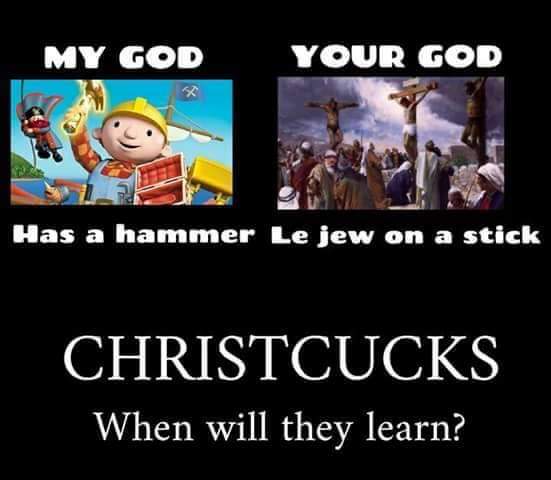 MY GOD
YOUR GOD
Has a hammer
Le jew on a stick
CHRISTCUCKS
When will they learn?